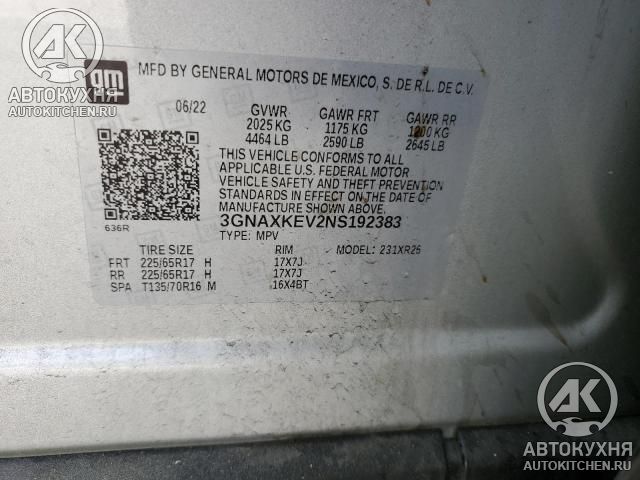 gm
MFD BY GENERAL MOTORS DE MEXICO, S. DE R.L. DE C.V.
06/22 GVWR GAWR FRT GAWR RR
2025 KG 1175 KG 1200 KG
4464 LB 2590 LB 2645 LB
THIS VEHICLE CONFORMS TO ALL
APPLICABLE U.S. FEDERAL MOTOR
VEHICLE SAFETY AND THEFT PREVENTION
STANDARDS IN EFFECT ON THE DATE OF
MANUFACTURE SHOWN ABOVE.
636R 3GNAXKEV2NS192383
TYPE: MPV MODEL: 231XR26
TIRE SIZE RIM
FRT 225/65R17 H 17X7J
RR 225/65R17 H 17X7J
SPA T135/70R16 M 16X4BT
АК
АВТОКУХНЯ
AUTOKITCHEN.RU
АК
АВТОКУХНЯ
AUTOKITCHEN.RU